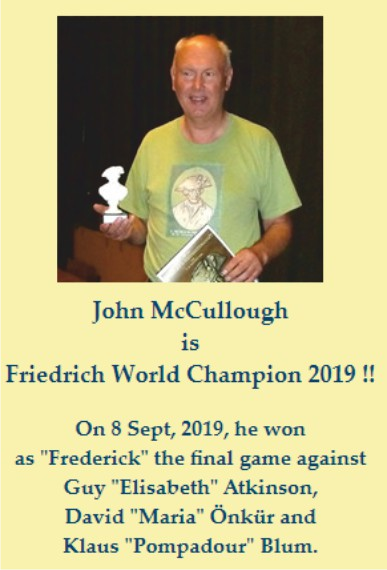 John McCullough
is
Friedrich World Champion 2019 !!
On 8 Sept, 2019, he won
as "Frederick" the final game against
Guy "Elisabeth" Atkinson,
David "Maria" Önkür and
Klaus "Pompadour" Blum.